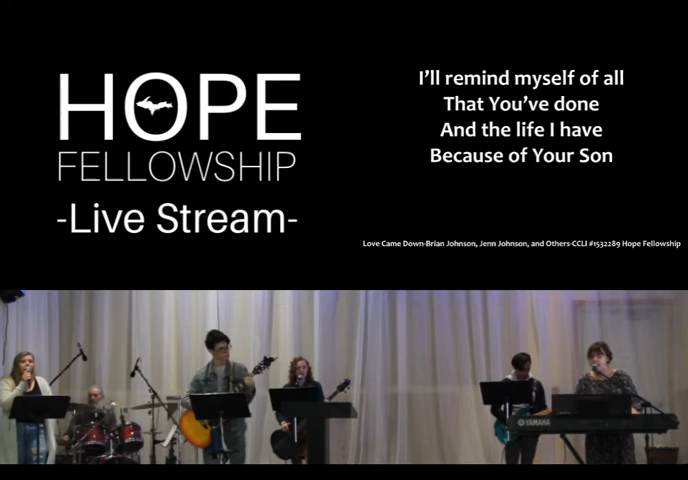 HOPE
FELLOWSHIP
-Live Stream-
I'll remind myself of all
That You've done
And the life I have
Because of Your Son
Love Came Down-Brian Johnson, Jenn Johnson, and Others-CCLI #1532289 Hope Fellowship
YAMAHA